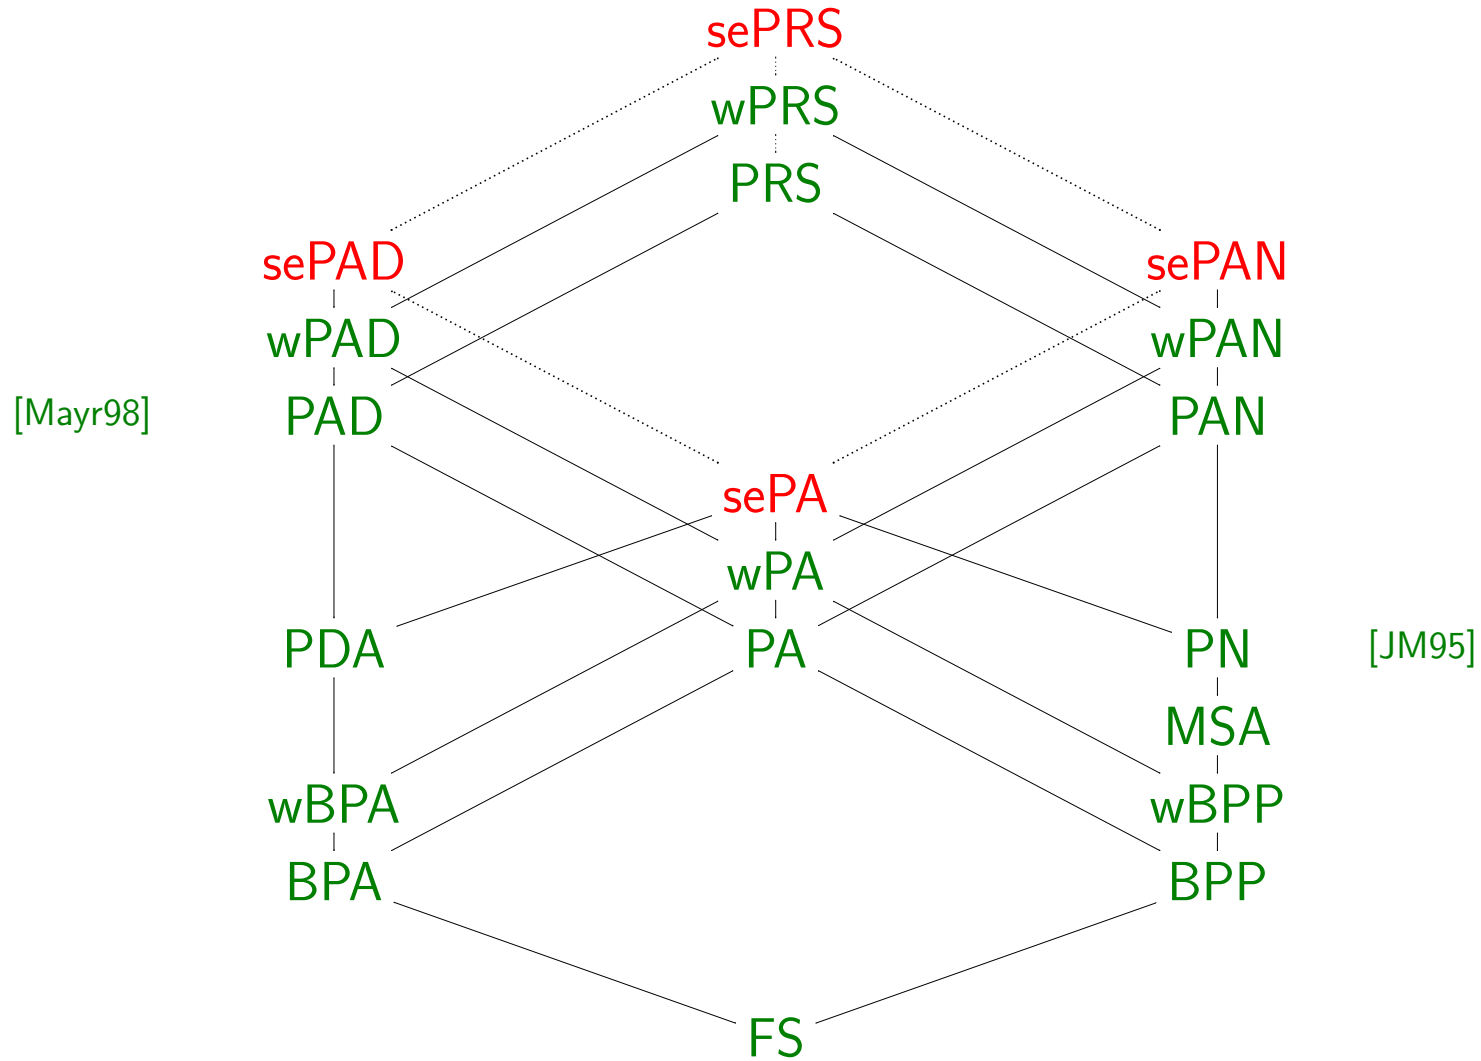 sePRS
wPRS
PRS
sePAD
sePAN
wPAD
wPAN
[Mayr98]
PAD
PAN
sePA
wPA
PDA
PA
PN
[JM95]
MSA
wBPA
wBPP
BPA
BPP
FS